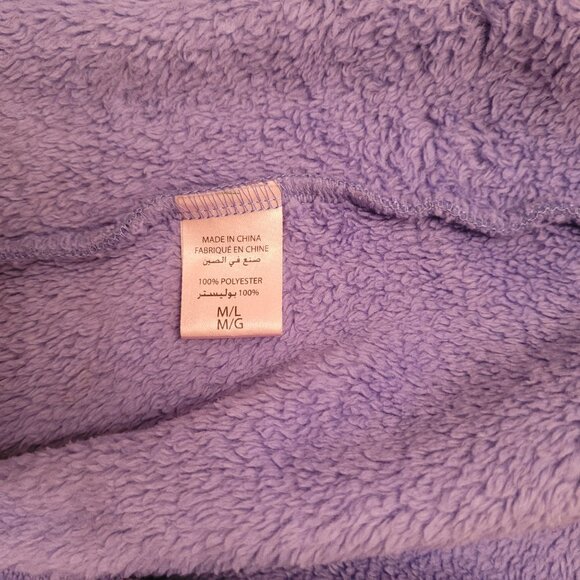 MADE IN CHINA
FABRIQUÉ EN CHINE
صنع في الصين
100% POLYESTER
100% بوليستر
M/L
M/G